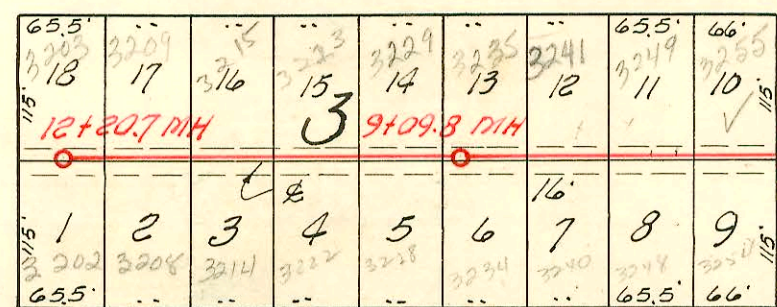 65.5' " " " " " " 65.5' 66'
3203 3209 3215 3223 3229 3235 3241 3249 3255
18 17 16 15 14 13 12 11 10
115' 115'
12+20.7 MH 3 9+09.8 MH
℄ 16'
1 2 3 4 5 6 7 8 9
115' 115'
3202 3208 3214 3222 3228 3234 3240 3248 3254
65.5' " " " " " " 65.5' 66'